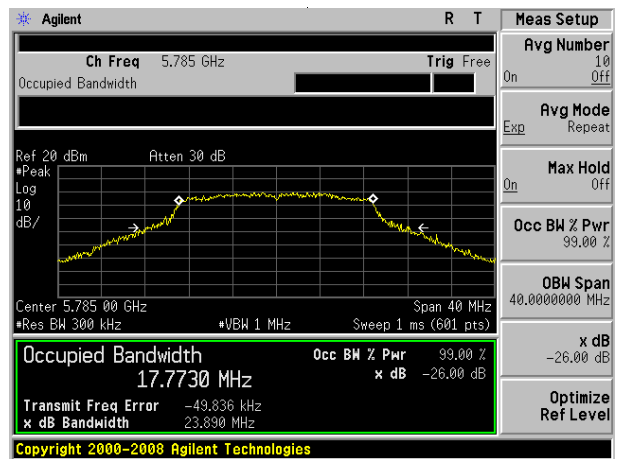 Agilent R T Meas Setup
Avg Number
10
On Off
Ch Freq 5.785 GHz Trig Free
Occupied Bandwidth
Avg Mode
Exp Repeat
Ref 20 dBm Atten 30 dB
#Peak
Log
10
dB/
Max Hold
On Off
Occ BW % Pwr
99.00 %
OBW Span
40.0000000 MHz
Center 5.785 00 GHz Span 40 MHz
#Res BW 300 kHz #VBW 1 MHz Sweep 1 ms (601 pts)
Occupied Bandwidth Occ BW % Pwr 99.00 %
17.7730 MHz x dB -26.00 dB
x dB
-26.00 dB
Transmit Freq Error -49.836 kHz
x dB Bandwidth 23.890 MHz
Optimize
Ref Level
Copyright 2000-2008 Agilent Technologies